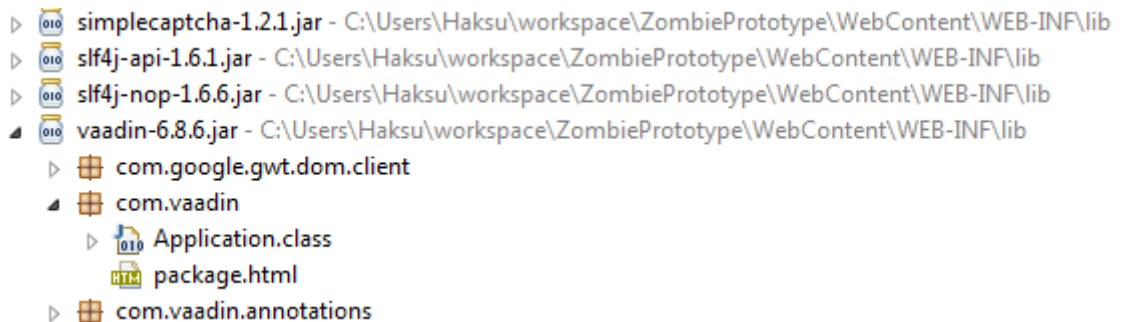 simplecaptcha-1.2.1.jar - C:\Users\Haksu\workspace\ZombiePrototype\WebContent\WEB-INF\lib
slf4j-api-1.6.1.jar - C:\Users\Haksu\workspace\ZombiePrototype\WebContent\WEB-INF\lib
slf4j-nop-1.6.6.jar - C:\Users\Haksu\workspace\ZombiePrototype\WebContent\WEB-INF\lib
vaadin-6.8.6.jar - C:\Users\Haksu\workspace\ZombiePrototype\WebContent\WEB-INF\lib
com.google.gwt.dom.client
com.vaadin
Application.class
package.html
com.vaadin.annotations